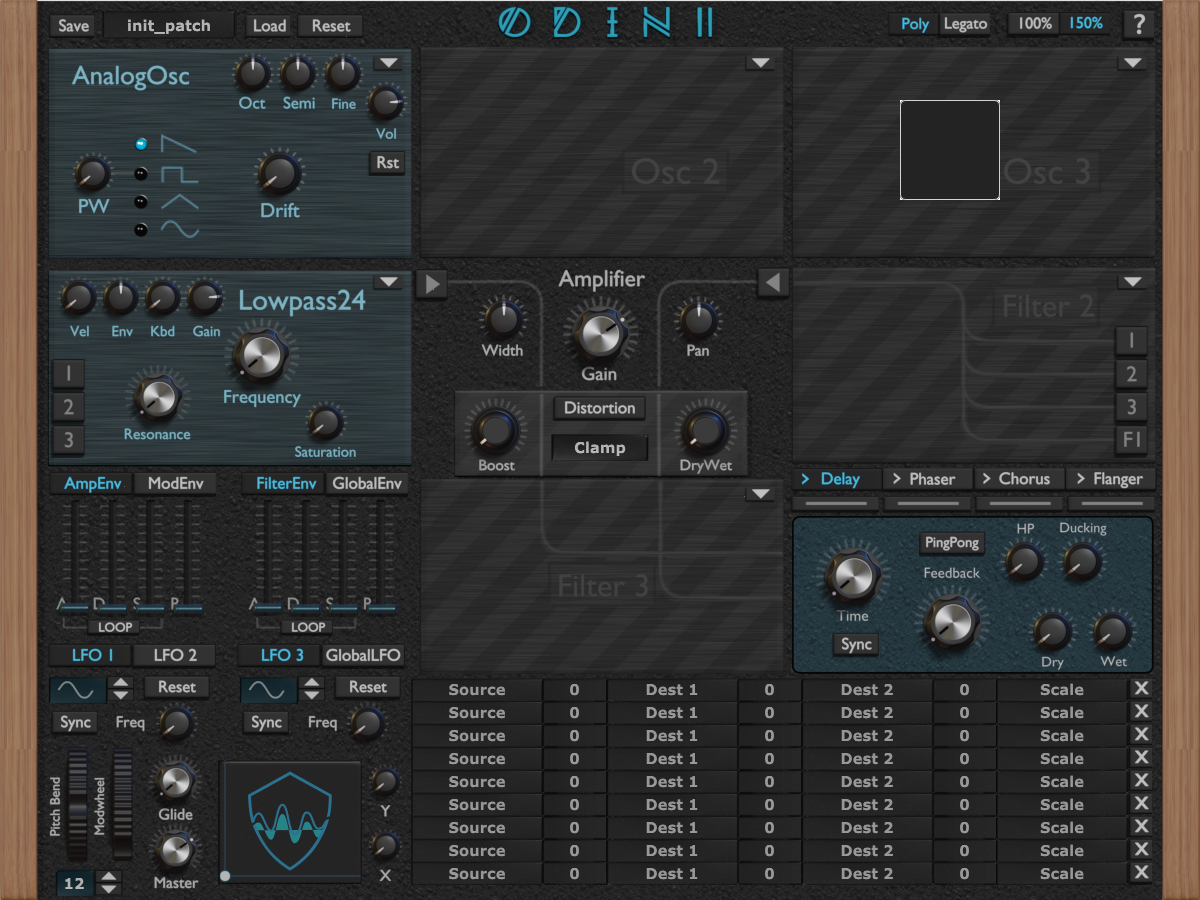 Save init_patch Load Reset ODIN II Poly Legato 100% 150% ?
AnalogOsc
Oct Semi Fine
Vol
Rst
PW
Drift
Osc 2
Osc 3
Lowpass24
Vel Env Kbd Gain
Frequency
Resonance
Saturation
1
2
3
Amplifier
Width
Gain
Pan
Distortion
Clamp
Boost
DryWet
Filter 2
1
2
3
F1
AmpEnv ModEnv FilterEnv GlobalEnv
A D S R A D S R
LOOP LOOP
Filter 3
> Delay > Phaser > Chorus > Flanger
HP Ducking
PingPong
Feedback
Time
Sync
Dry Wet
LFO 1 LFO 2 LFO 3 GlobalLFO
Reset Reset
Sync Freq Sync Freq
Pitch Bend
Modwheel
Glide
Master
12
Y
X
Source 0 Dest 1 0 Dest 2 0 Scale X
Source 0 Dest 1 0 Dest 2 0 Scale X
Source 0 Dest 1 0 Dest 2 0 Scale X
Source 0 Dest 1 0 Dest 2 0 Scale X
Source 0 Dest 1 0 Dest 2 0 Scale X
Source 0 Dest 1 0 Dest 2 0 Scale X
Source 0 Dest 1 0 Dest 2 0 Scale X
Source 0 Dest 1 0 Dest 2 0 Scale X
Source 0 Dest 1 0 Dest 2 0 Scale X